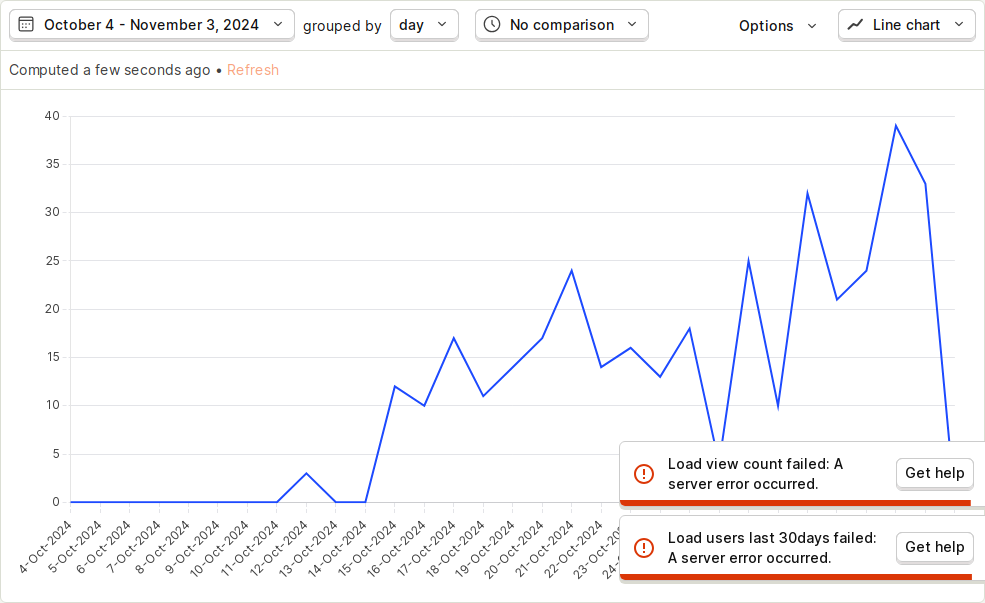 October 4 - November 3, 2024 grouped by day No comparison Options Line chart
Computed a few seconds ago • Refresh
40
35
30
25
20
15
10
5
0
4-Oct-2024
5-Oct-2024
6-Oct-2024
7-Oct-2024
8-Oct-2024
9-Oct-2024
10-Oct-2024
11-Oct-2024
12-Oct-2024
13-Oct-2024
14-Oct-2024
15-Oct-2024
16-Oct-2024
17-Oct-2024
18-Oct-2024
19-Oct-2024
20-Oct-2024
21-Oct-2024
22-Oct-2024
Load view count failed: A
server error occurred.
Get help
Load users last 30days failed:
A server error occurred.
Get help